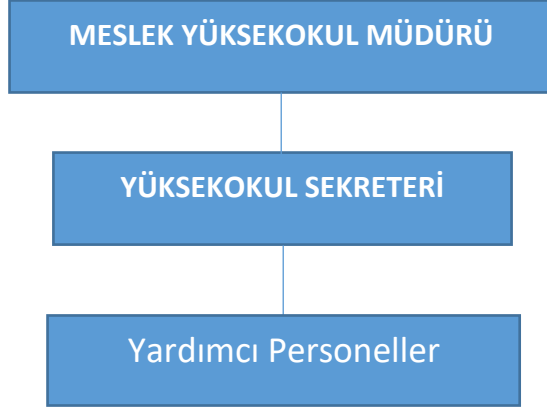 MESLEK YÜKSEKOKUL MÜDÜRÜ
YÜKSEKOKUL SEKRETERİ
Yardımcı Personeller